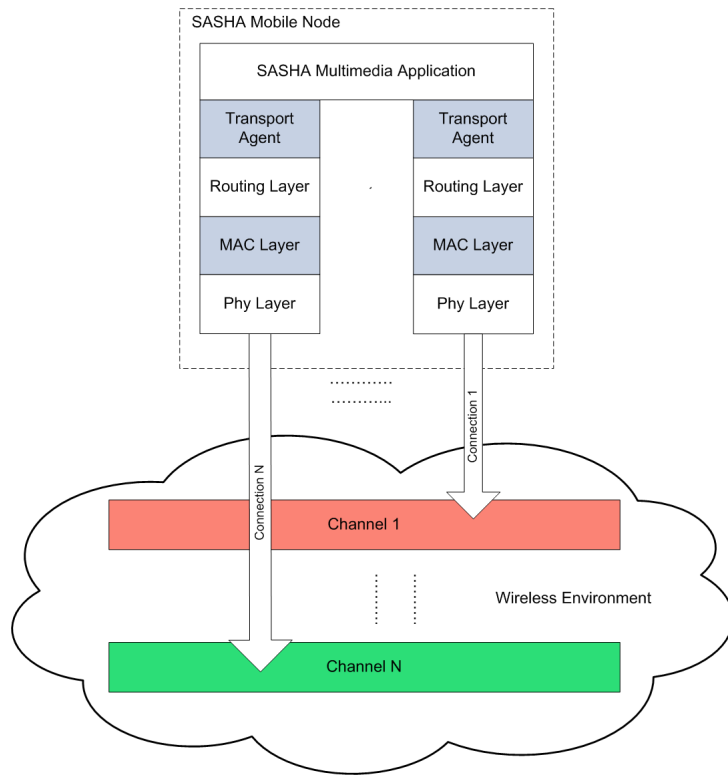 SASHA Mobile Node
SASHA Multimedia Application
Transport
Agent
Routing Layer
MAC Layer
Phy Layer
Transport
Agent
Routing Layer
MAC Layer
Phy Layer
Connection 1
Connection N
Channel 1
Wireless Environment
Channel N